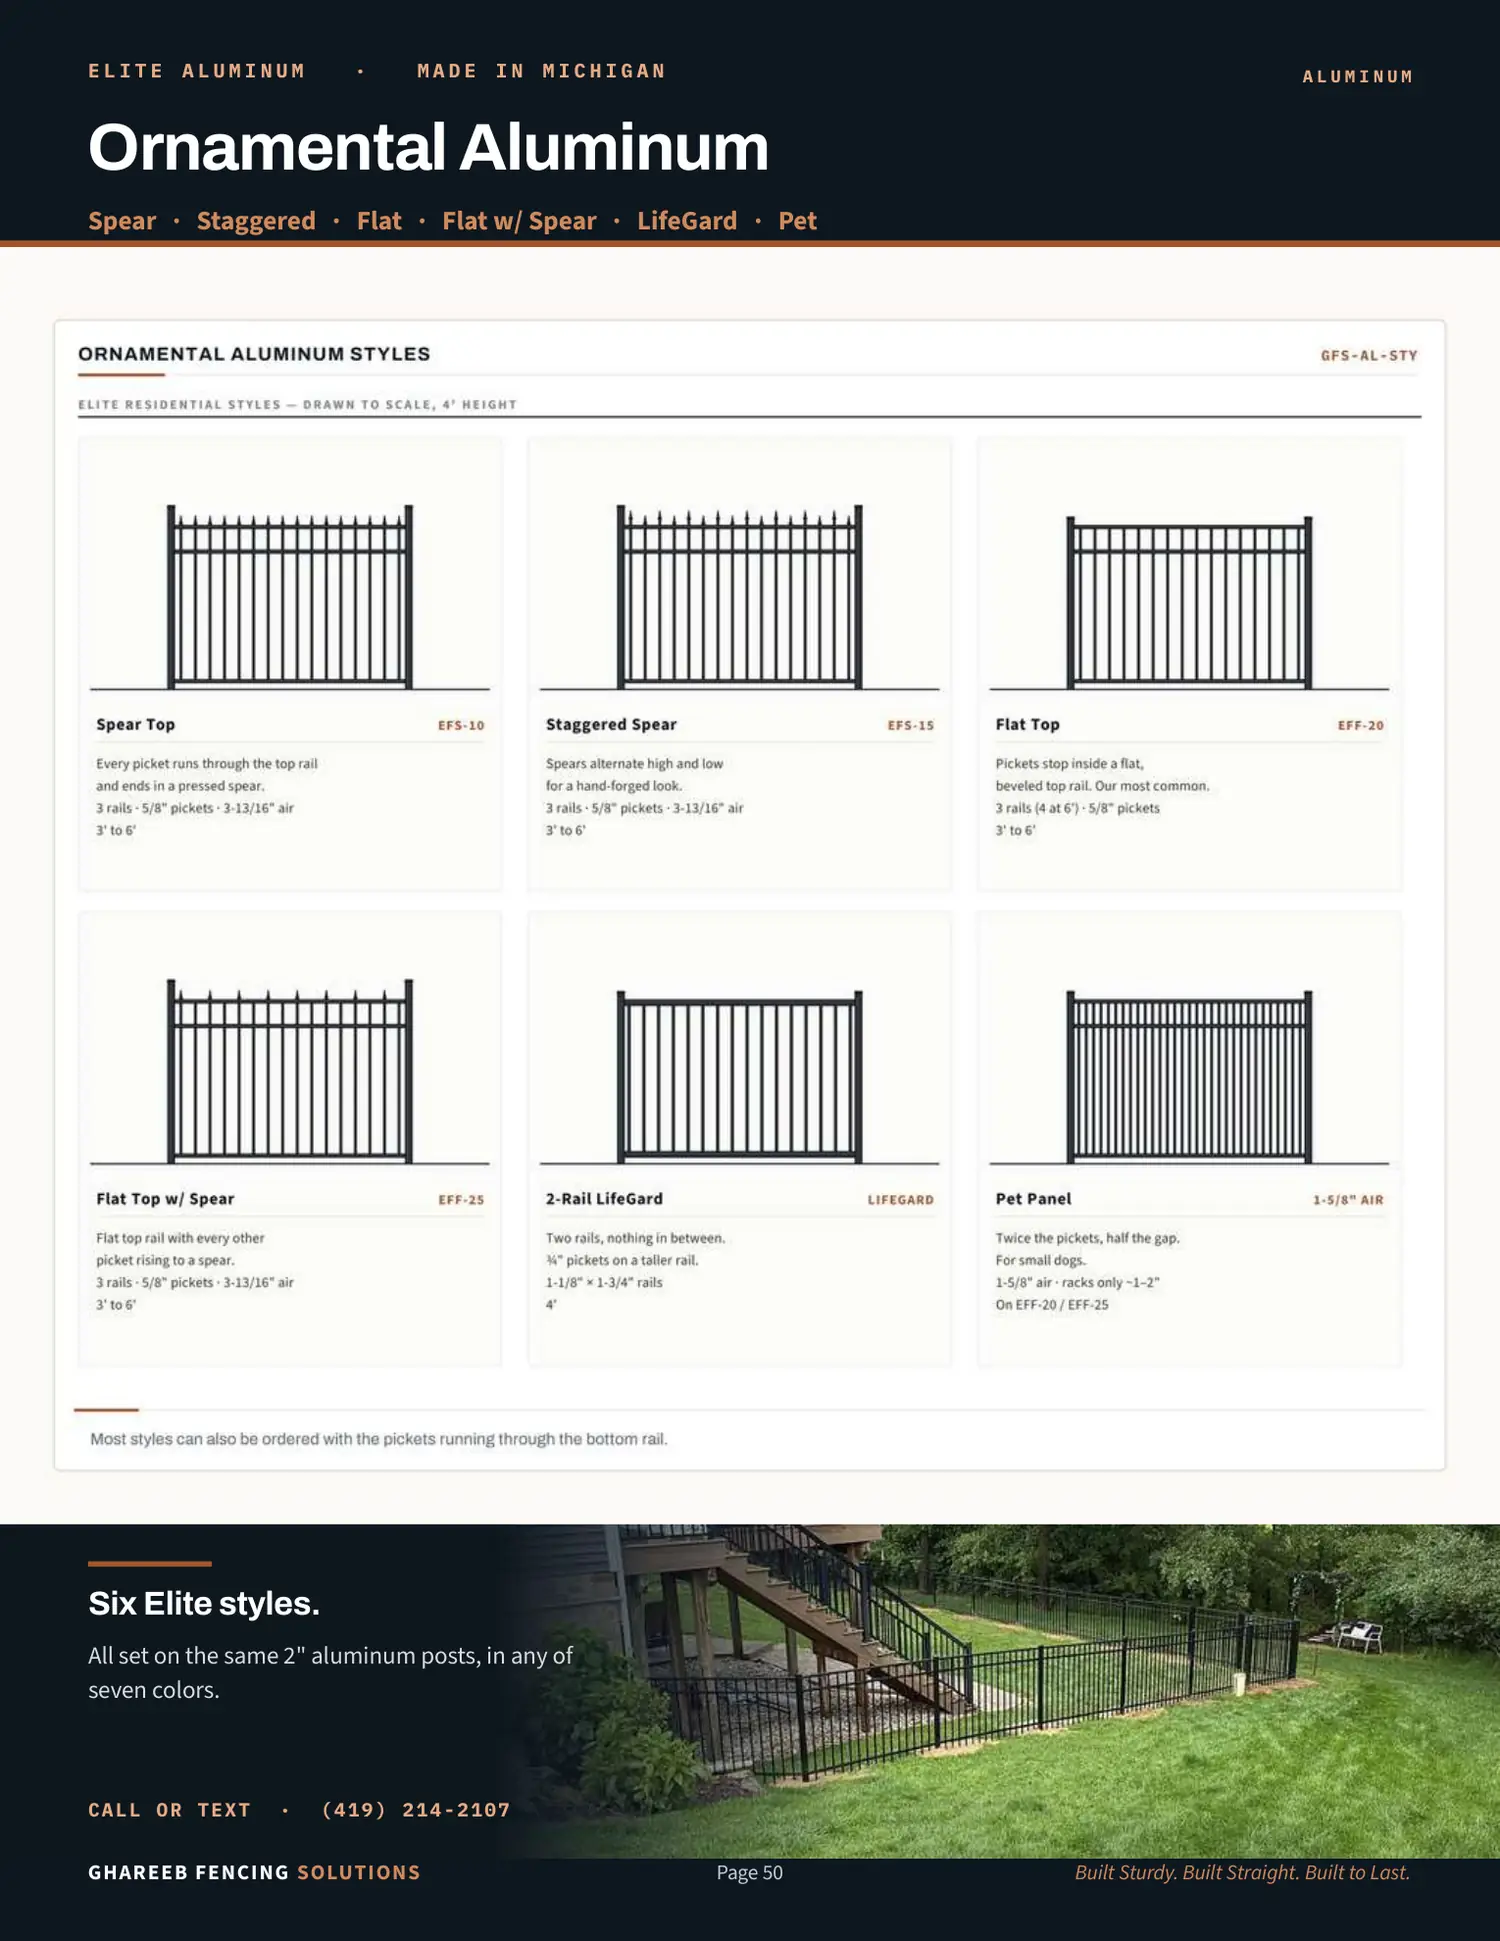 ELITE ALUMINUM · MADE IN MICHIGAN
ALUMINUM
Ornamental Aluminum
Spear · Staggered · Flat · Flat w/ Spear · LifeGard · Pet
ORNAMENTAL ALUMINUM STYLES
GFS-AL-STY
ELITE RESIDENTIAL STYLES — DRAWN TO SCALE, 4' HEIGHT
Spear Top
EFS-10
Every picket runs through the top rail
and ends in a pressed spear.
3 rails · 5/8" pickets · 3-13/16" air
3' to 6'
Staggered Spear
EFS-15
Spears alternate high and low
for a hand-forged look.
3 rails · 5/8" pickets · 3-13/16" air
3' to 6'
Flat Top
EFF-20
Pickets stop inside a flat,
beveled top rail. Our most common.
3 rails (4 at 6') · 5/8" pickets
3' to 6'
Flat Top w/ Spear
EFF-25
Flat top rail with every other
picket rising to a spear.
3 rails · 5/8" pickets · 3-13/16" air
3' to 6'
2-Rail LifeGard
LIFEGARD
Two rails, nothing in between.
¾" pickets on a taller rail.
1-1/8" × 1-3/4" rails
4'
Pet Panel
1-5/8" AIR
Twice the pickets, half the gap.
For small dogs.
1-5/8" air · racks only ~1–2"
On EFF-20 / EFF-25
Most styles can also be ordered with the pickets running through the bottom rail.
Six Elite styles.
All set on the same 2" aluminum posts, in any of
seven colors.
CALL OR TEXT · (419) 214-2107
GHAREEB FENCING SOLUTIONS
Page 50
Built Sturdy. Built Straight. Built to Last.